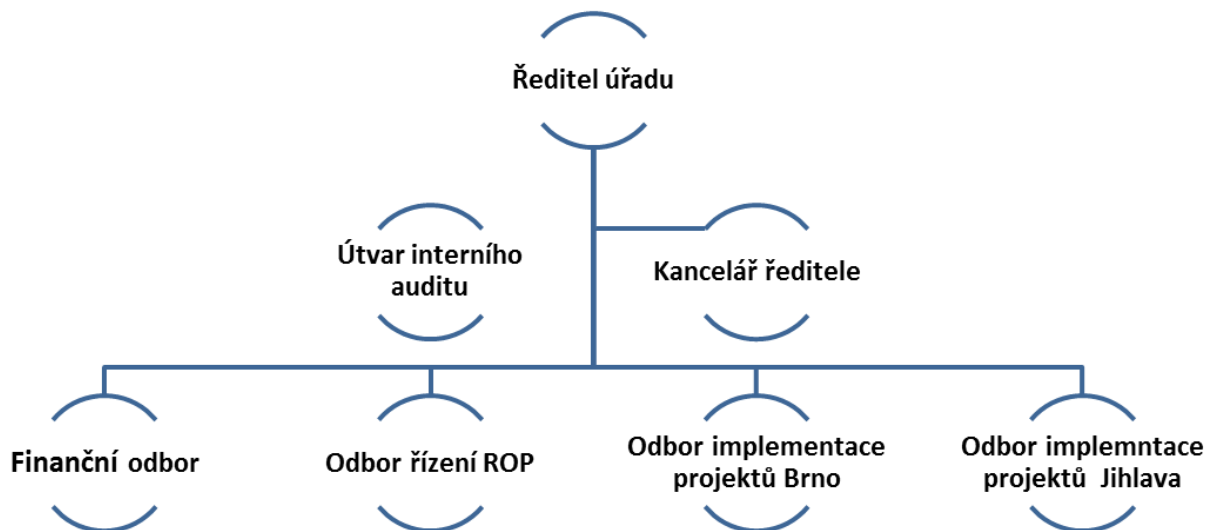 Ředitel úřadu
Útvar interního
auditu
Kancelář ředitele
Finanční odbor
Odbor řízení ROP
Odbor implementace
projektů Brno
Odbor implemntace
projektů Jihlava